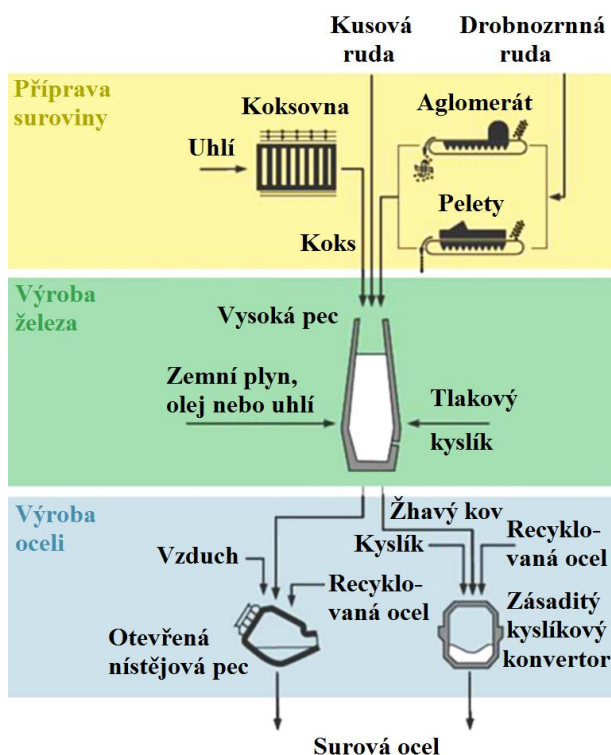 Kusová
ruda
Drobnozrnná
ruda
Příprava
suroviny
Koksovna
Aglomerát
Uhlí
Pelety
Koks
Výroba
železa
Vysoká pec
Zemní plyn,
olej nebo uhlí
Tlakový
kyslík
Výroba
oceli
Žhavý kov
Vzduch
Kyslík
Recyklo-
vaná ocel
Recyklo-
vaná ocel
Otevřená
nístějová pec
Zásaditý
kyslíkový
konvertor
Surová ocel